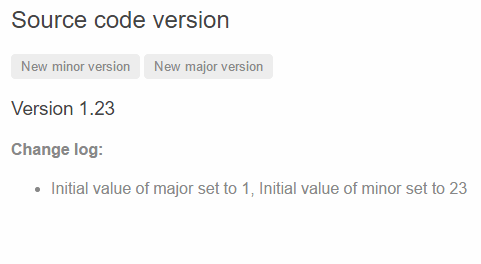 Source code version
New minor version New major version
Version 1.23
Change log:
• Initial value of major set to 1, Initial value of minor set to 23